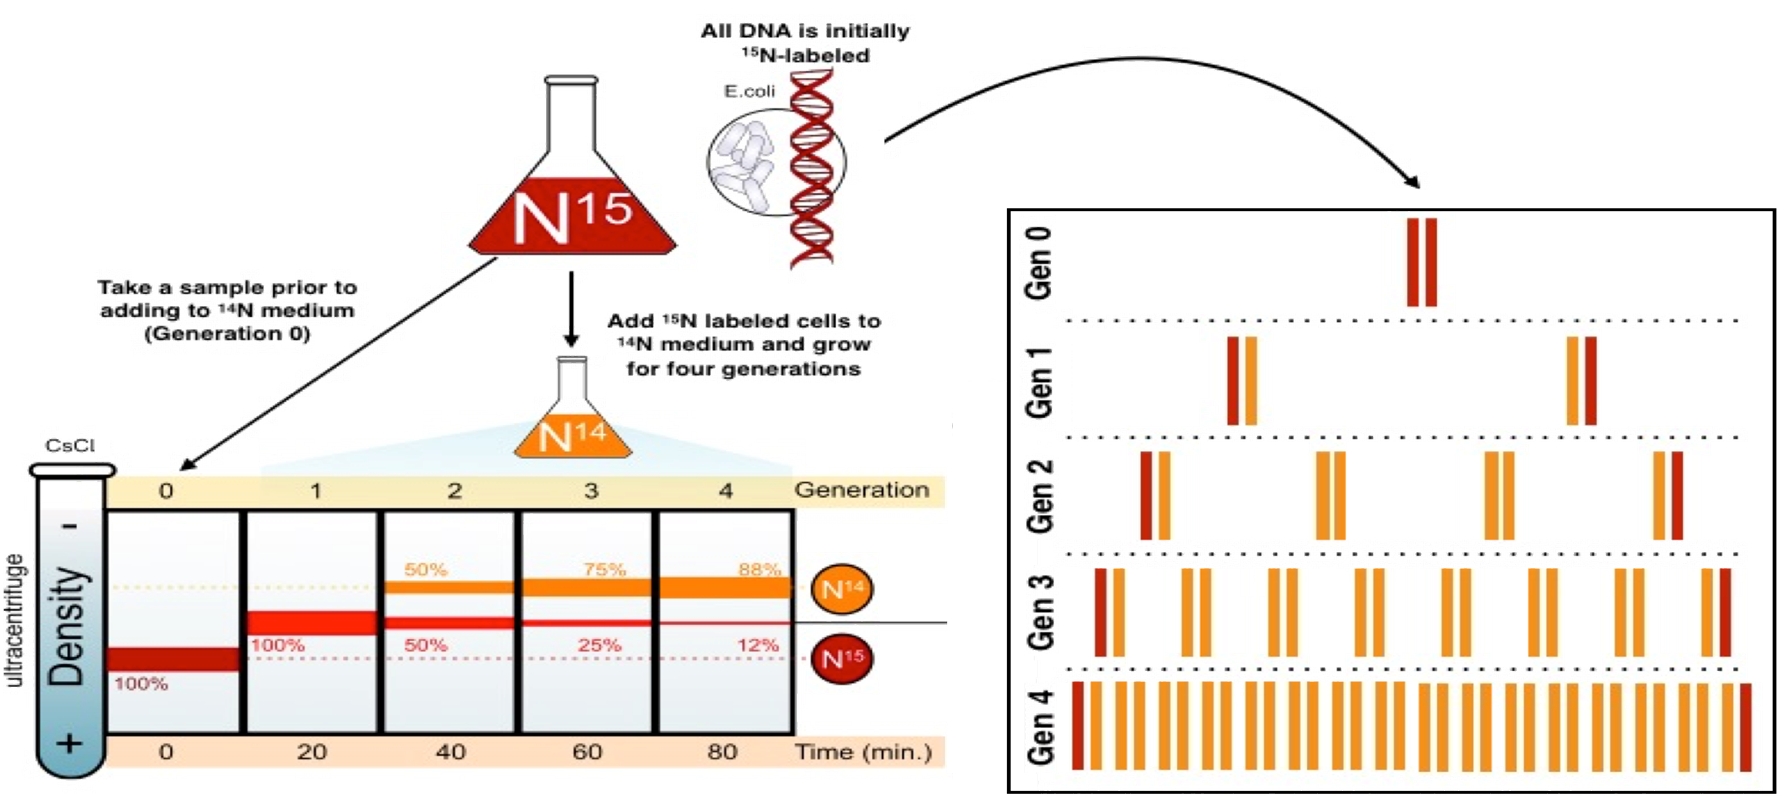 All DNA is initially
¹⁵N-labeled
E.coli
N¹⁵
Take a sample prior to
adding to ¹⁴N medium
(Generation 0)
Add ¹⁵N labeled cells to
¹⁴N medium and grow
for four generations
N¹⁴
CsCl
0 1 2 3 4 Generation
ultracentrifuge
- Density +
50% 75% 88%
N¹⁴
100% 50% 25% 12%
N¹⁵
100%
0 20 40 60 80 Time (min.)
Gen 0
Gen 1
Gen 2
Gen 3
Gen 4